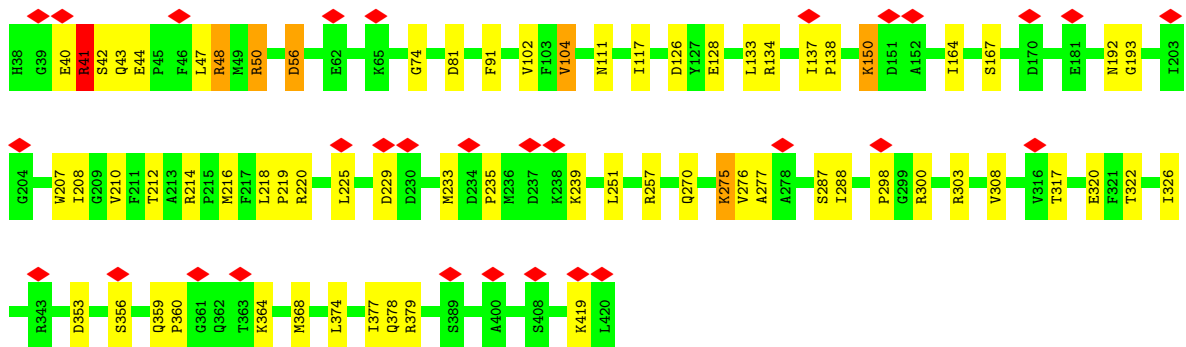 H38 G39 E40 R41 S42 Q43 E44 P45 F46 L47 R48 M49 R50 D56 E62 K65 G74 D81 F91 V102 F103 V104 N111 I117 D126 Y127 E128 L133 R134 I137 P138 K150 D151 A152 I164 S167 D170 E181 N192 G193 I203
G204 W207 I208 G209 V210 F211 T212 A213 R214 P215 M216 F217 L218 P219 R220 L225 D229 D230 M233 D234 P235 M236 D237 K238 K239 L251 R257 Q270 K275 V276 A277 A278 S287 I288 P298 G299 R300 R303 V308 V316 T317 E320 F321 T322 I326
R343 D353 S356 Q359 P360 G361 Q362 T363 K364 M368 L374 I377 Q378 R379 S389 A400 S408 K419 L420